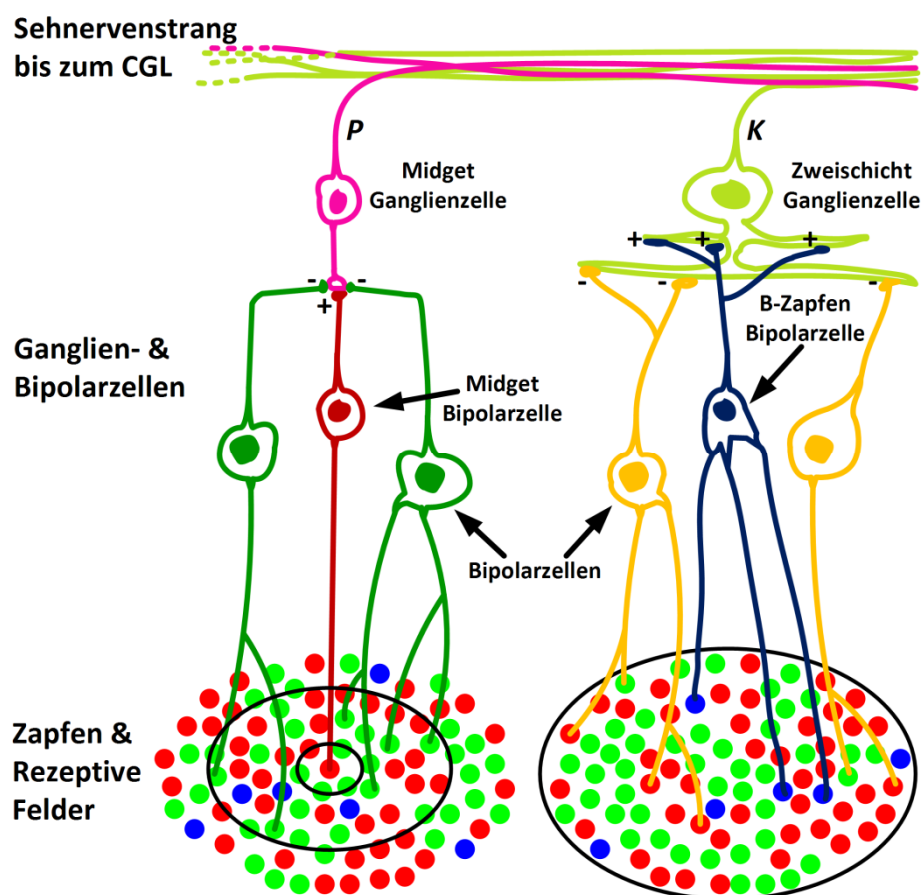 Sehnervenstrang
bis zum CGL
P
K
Midget
Ganglienzelle
Zweischicht
Ganglienzelle
+ + +
- -
+
- - -
B-Zapfen
Bipolarzelle
Ganglien- &
Bipolarzellen
Midget
Bipolarzelle
Bipolarzellen
Zapfen &
Rezeptive
Felder